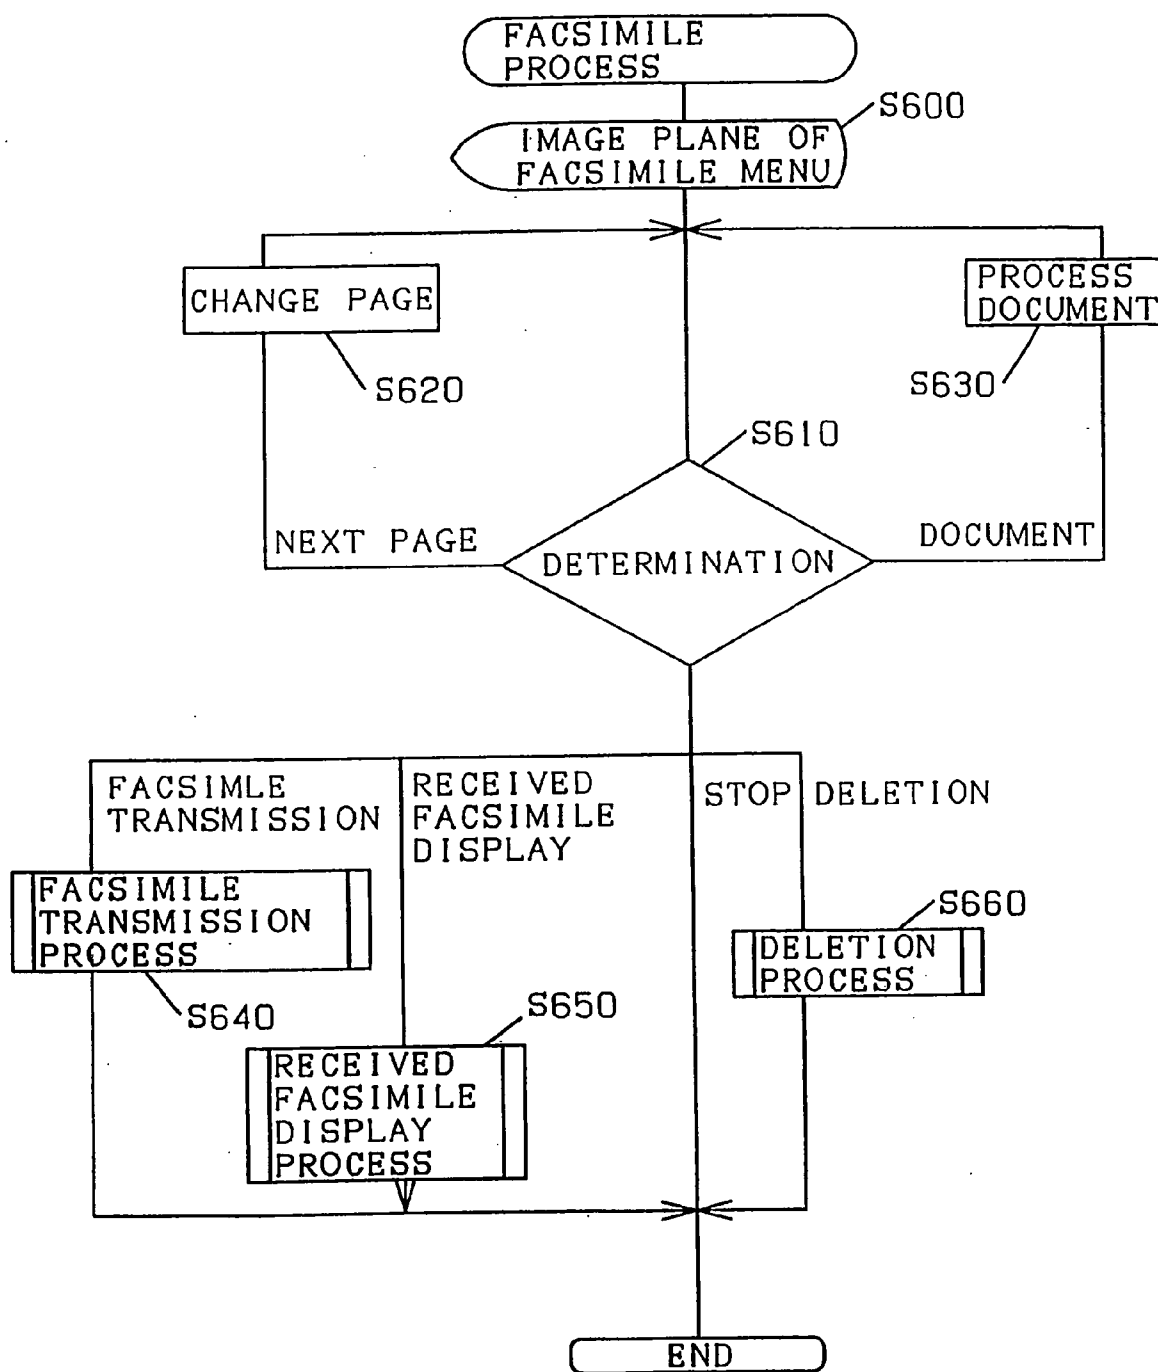 FACSIMILE
PROCESS
S600
IMAGE PLANE OF
FACSIMILE MENU
CHANGE PAGE
PROCESS
DOCUMENT
S620
S630
S610
NEXT PAGE
DETERMINATION
DOCUMENT
FACSIMLE
TRANSMISSION
RECEIVED
FACSIMILE
DISPLAY
STOP
DELETION
FACSIMILE
TRANSMISSION
PROCESS
S660
DELETION
PROCESS
S640
S650
RECEIVED
FACSIMILE
DISPLAY
PROCESS
END